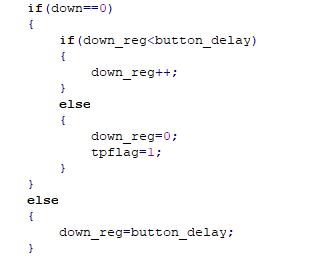 if(down==0)
{
if(down_reg<button_delay)
{
down_reg++;
}
else
{
down_reg=0;
tpflag=1;
}
}
else
{
down_reg=button_delay;
}